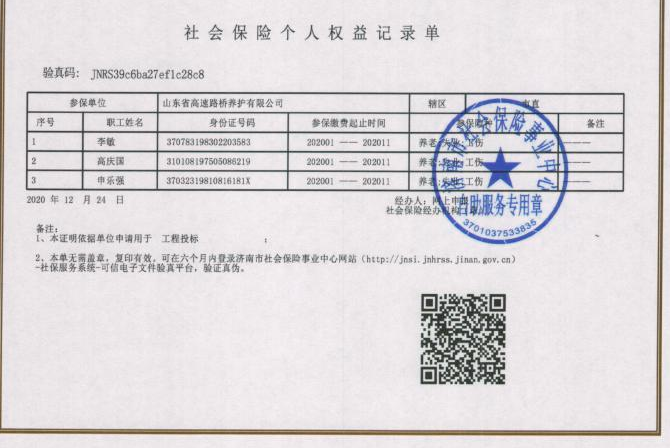 社会保险个人权益记录单
验真码: JNRS39c6ba27ef1c28c8
参保单位 山东省高速路桥养护有限公司 辖区 市直
序号 职工姓名 身份证号码 参保缴费起止时间 参保险种 备注
1 李敏 370783198302203583 202001 —— 202011 养老,失业,工伤 ——
2 高庆国 310108197505086219 202001 —— 202011 养老,失业,工伤 ——
3 申乐强 37032319810816181X 202001 —— 202011 养老,失业,工伤 ——
2020 年 12 月 24 日 经办人: 网上申报
社会保险经办机构
济南市社会保险事业中心
自助服务专用章
3701037533835
备注:
1、本证明依据单位申请用于 工程投标 ;
2、本单无需盖章, 复印有效, 可在六个月内登录济南市社会保险事业中心网站 (http://jnsi.jnhrss.jinan.gov.cn)
-社保服务系统-可信电子文件验真平台, 验证真伪。